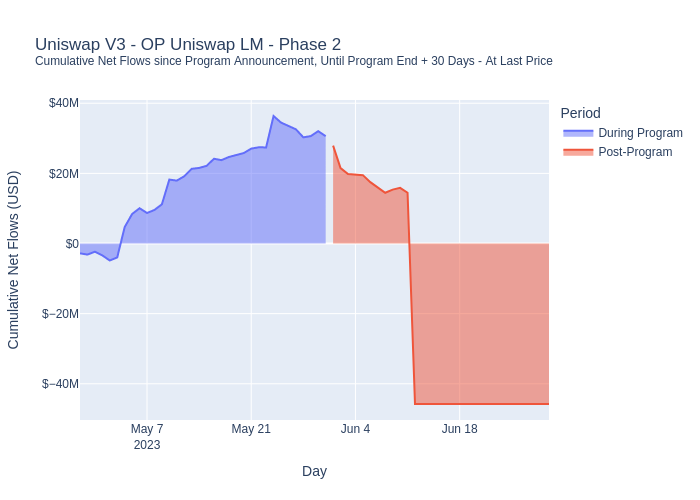 Uniswap V3 - OP Uniswap LM - Phase 2
Cumulative Net Flows since Program Announcement, Until Program End + 30 Days - At Last Price
Period
During Program
Post-Program
Cumulative Net Flows (USD)
$40M
$20M
$0
$−20M
$−40M
May 7
2023
May 21
Jun 4
Jun 18
Day